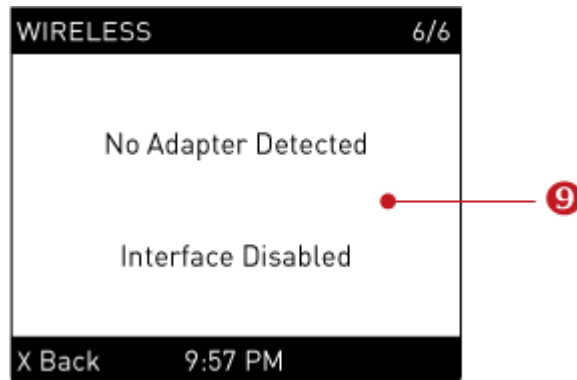 WIRELESS 6/6
No Adapter Detected
9
Interface Disabled
X Back 9:57 PM